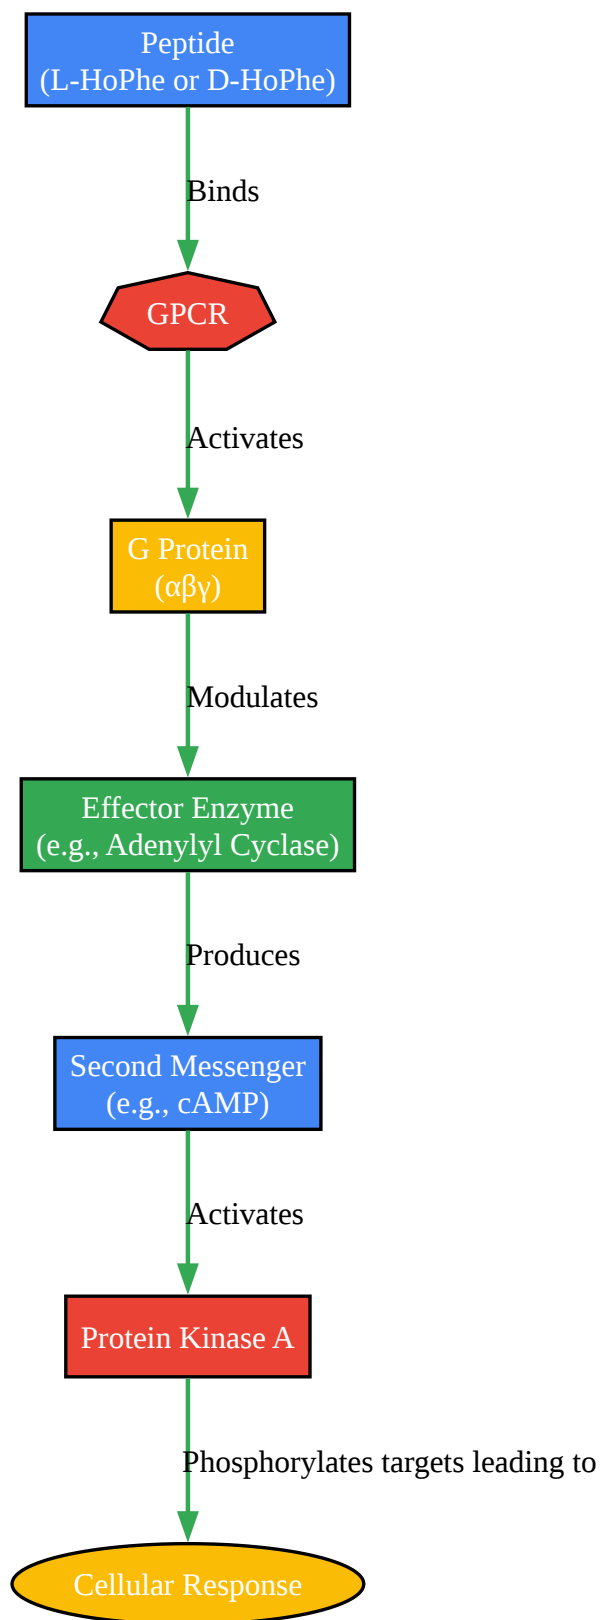 Peptide
(L-HoPhe or D-HoPhe)
Binds
GPCR
Activates
G Protein
(αβγ)
Modulates
Effector Enzyme
(e.g., Adenylyl Cyclase)
Produces
Second Messenger
(e.g., cAMP)
Activates
Protein Kinase A
Phosphorylates targets leading to
Cellular Response